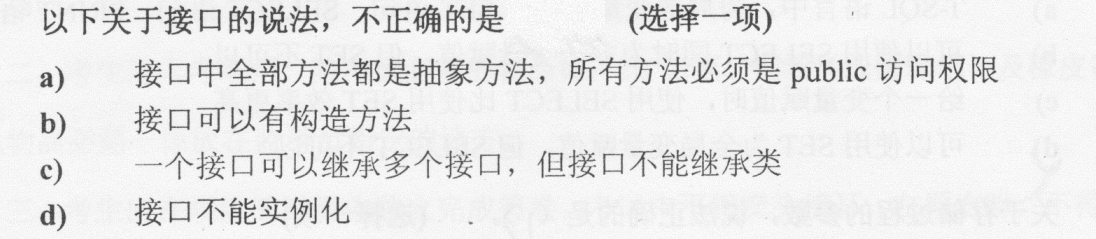 以下关于接口的说法，不正确的是 (选择一项)
a) 接口中全部方法都是抽象方法，所有方法必须是 public 访问权限
b) 接口可以有构造方法
c) 一个接口可以继承多个接口，但接口不能继承类
d) 接口不能实例化